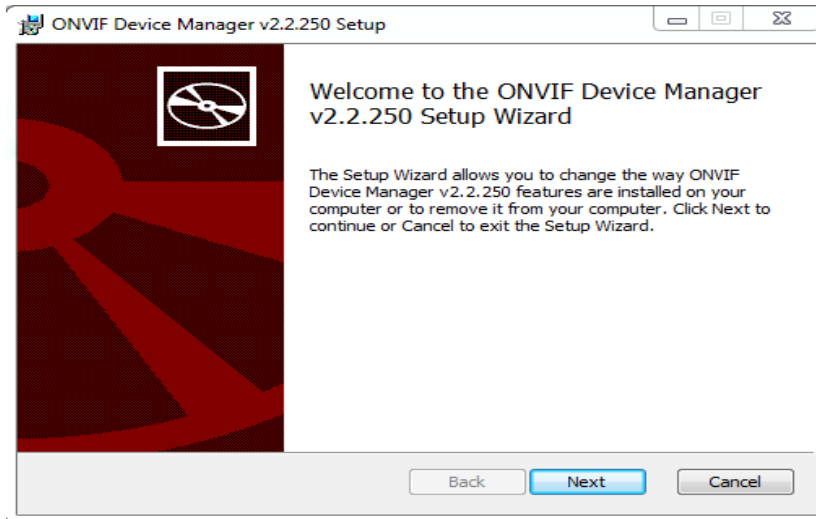 ONVIF Device Manager v2.2.250 Setup
Welcome to the ONVIF Device Manager
v2.2.250 Setup Wizard
The Setup Wizard allows you to change the way ONVIF
Device Manager v2.2.250 features are installed on your
computer or to remove it from your computer. Click Next to
continue or Cancel to exit the Setup Wizard.
Back Next Cancel